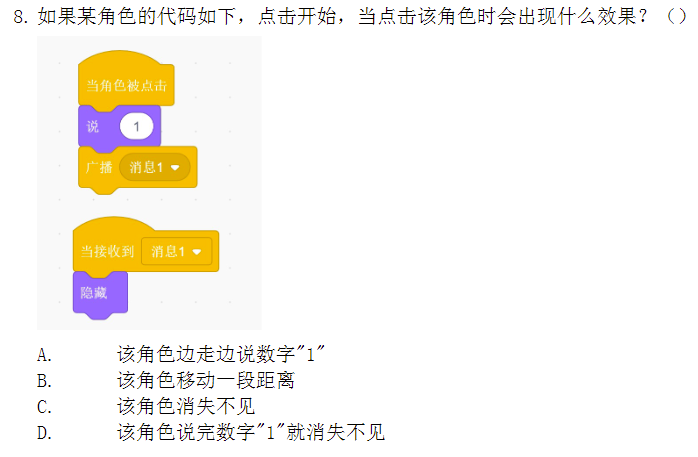 8. 如果某角色的代码如下，点击开始，当点击该角色时会出现什么效果？（）
当角色被点击
说 1
广播 消息1
当接收到 消息1
隐藏
A. 该角色边走边说数字"1"
B. 该角色移动一段距离
C. 该角色消失不见
D. 该角色说完数字"1"就消失不见